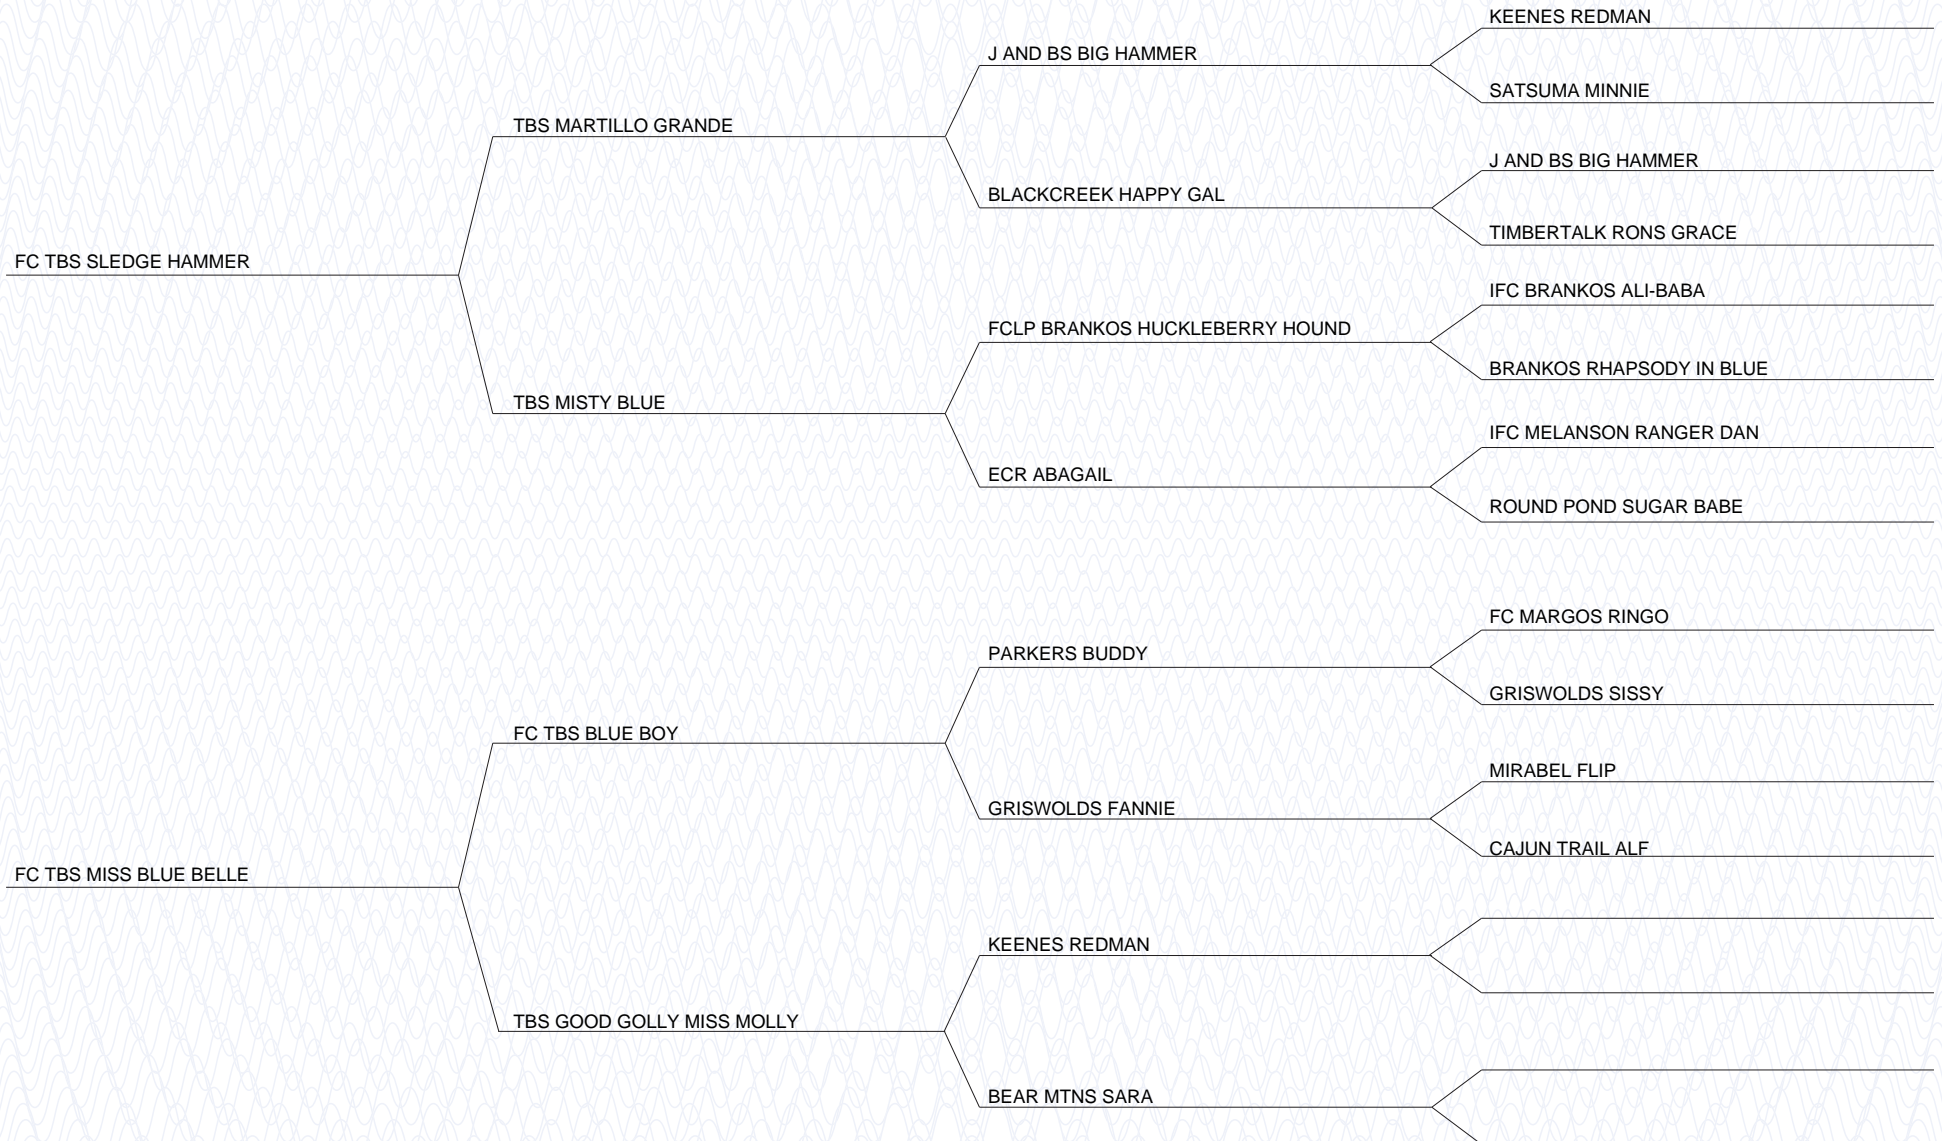 KEENES REDMAN
J AND BS BIG HAMMER
SATSUMA MINNIE
TBS MARTILLO GRANDE
J AND BS BIG HAMMER
BLACKCREEK HAPPY GAL
TIMBERTALK RONS GRACE
FC TBS SLEDGE HAMMER
IFC BRANKOS ALI-BABA
FCLP BRANKOS HUCKLEBERRY HOUND
BRANKOS RHAPSODY IN BLUE
TBS MISTY BLUE
IFC MELANSON RANGER DAN
ECR ABAGAIL
ROUND POND SUGAR BABE
FC MARGOS RINGO
PARKERS BUDDY
GRISWOLDS SISSY
FC TBS BLUE BOY
MIRABEL FLIP
GRISWOLDS FANNIE
CAJUN TRAIL ALF
FC TBS MISS BLUE BELLE
KEENES REDMAN
TBS GOOD GOLLY MISS MOLLY
BEAR MTNS SARA